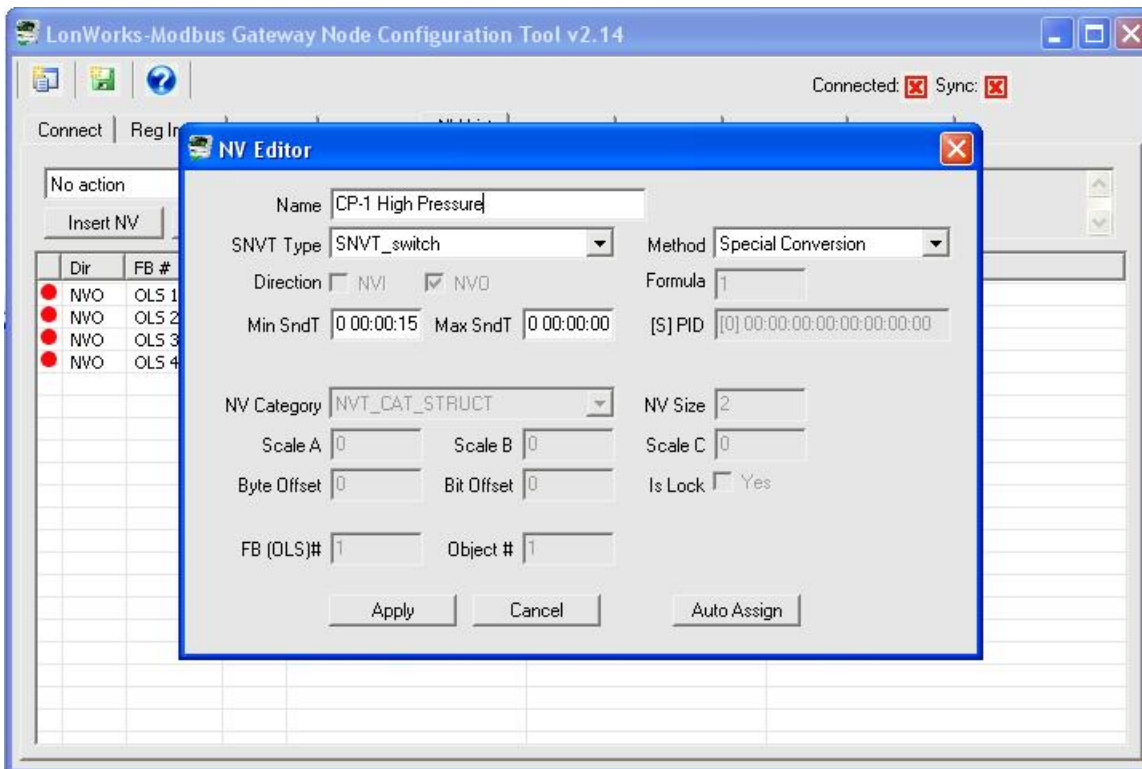 LonWorks-Modbus Gateway Node Configuration Tool v2.14
Connected: Sync:
Connect Reg In
NV Editor
No action
Insert NV
Name CP-1 High Pressure
SNVT Type SNVT_switch Method Special Conversion
Direction NVI NVO Formula 1
Min SndT 0 00:00:15 Max SndT 0 00:00:00 [S] PID [0] 00:00:00:00:00:00:00:00
NV Category NVT_CAT_STRUCT NV Size 2
Scale A 0 Scale B 0 Scale C 0
Byte Offset 0 Bit Offset 0 Is Lock Yes
FB (OLS)# 1 Object # 1
Apply Cancel Auto Assign
Dir FB #
NVO OLS 1
NVO OLS 2
NVO OLS 3
NVO OLS 4